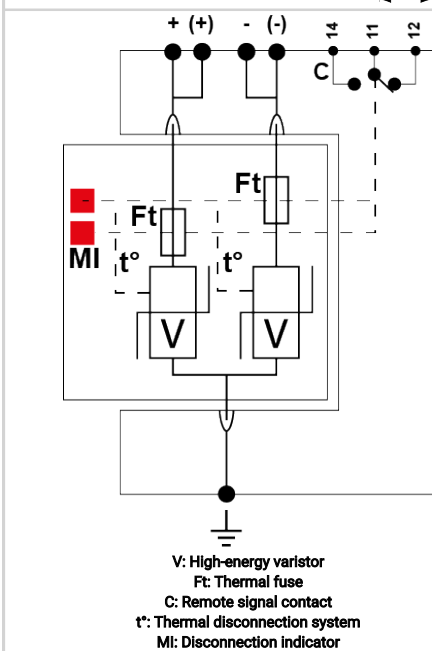 + (+) - (-) 14 11 12
C
Ft
Ft
MI t° t°
V V
V: High-energy varistor
Ft: Thermal fuse
C: Remote signal contact
t°: Thermal disconnection system
MI: Disconnection indicator